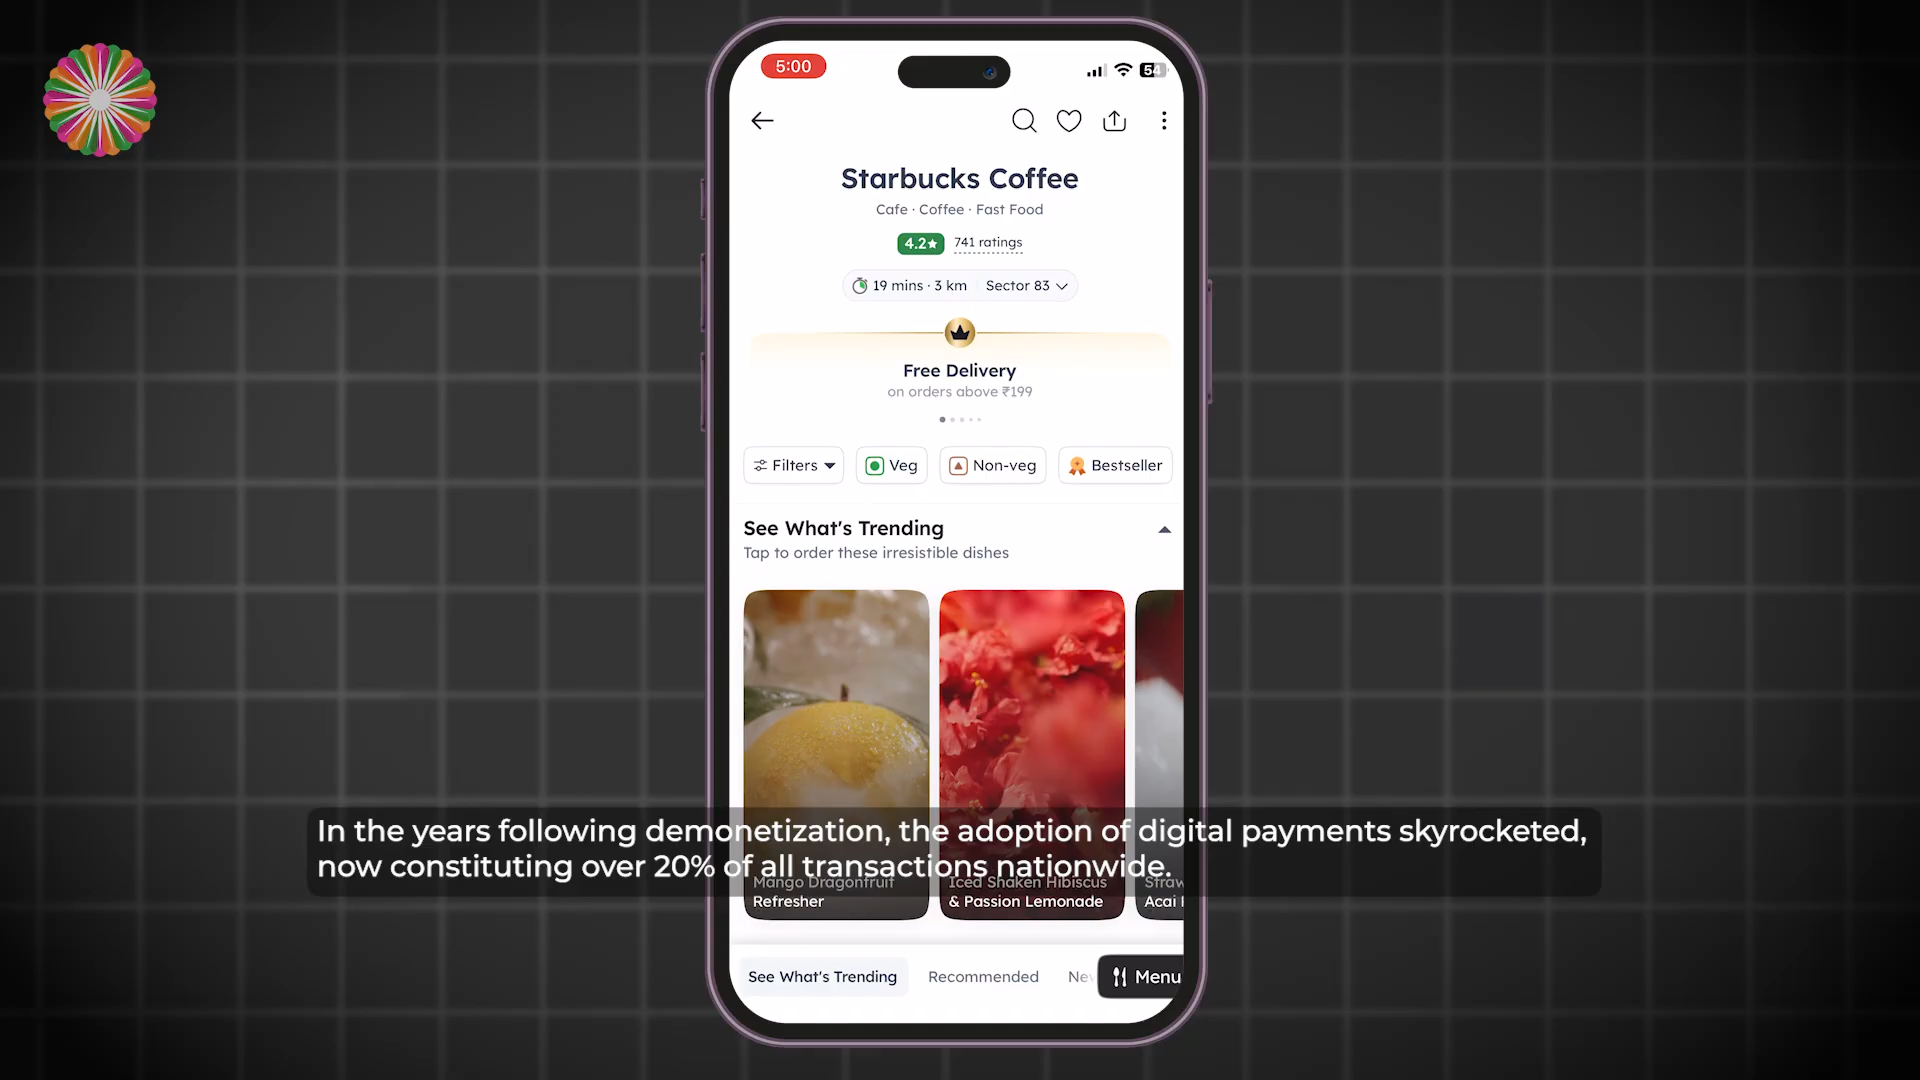 5:00
54
Starbucks Coffee
Cafe · Coffee · Fast Food
4.2★ 741 ratings
19 mins · 3 km Sector 83
Free Delivery
on orders above ₹199
Filters Veg Non-veg Bestseller
See What's Trending
Tap to order these irresistible dishes
In the years following demonetization, the adoption of digital payments skyrocketed,
now constituting over 20% of all transactions nationwide.
Mango Dragonfruit
Refresher
Iced Shaken Hibiscus
& Passion Lemonade
Straw
Acai
See What's Trending Recommended Menu